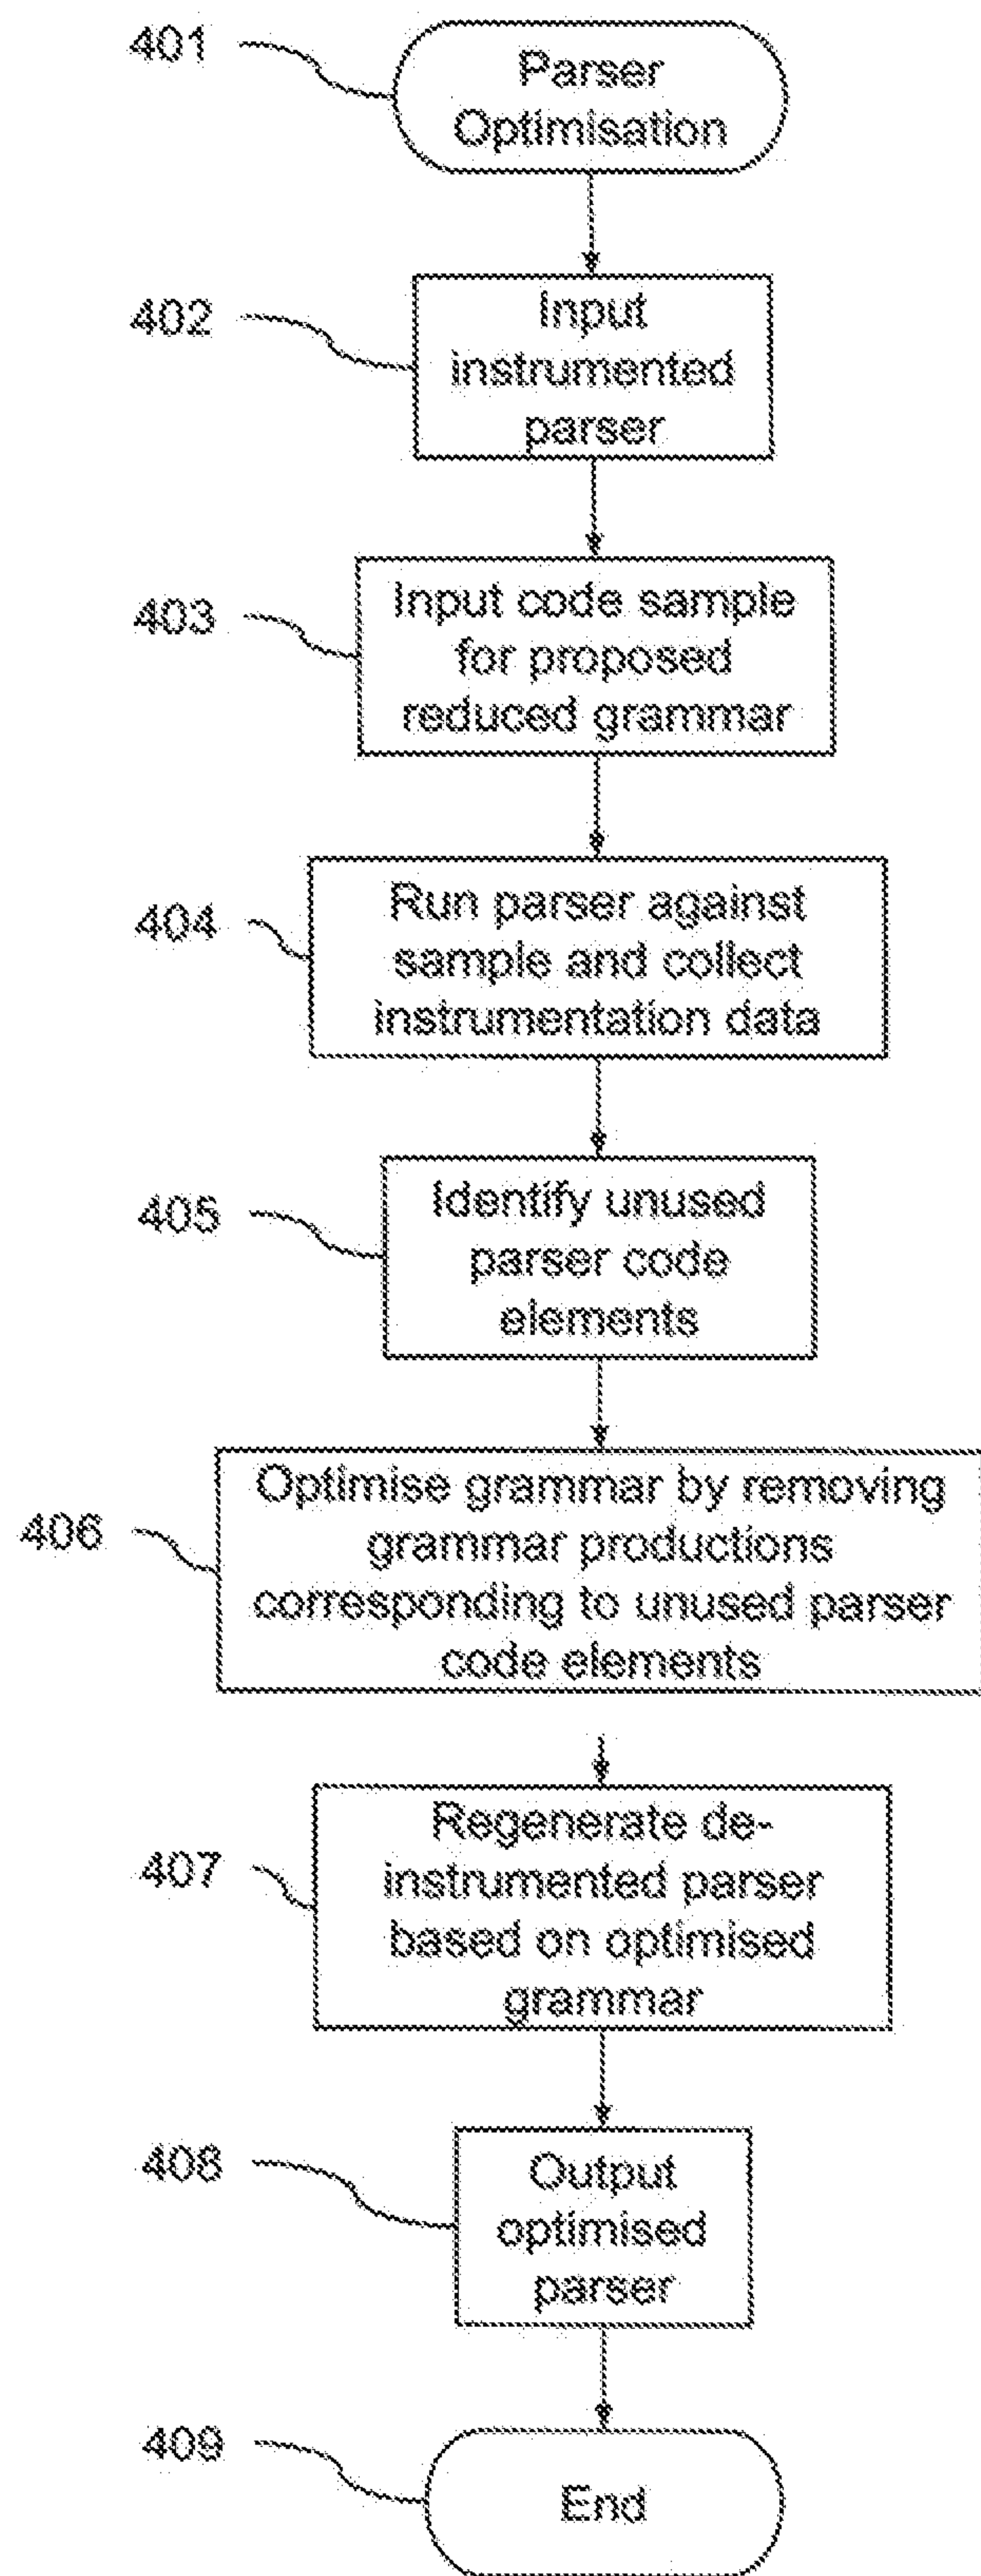 401
Parser
Optimisation
402
Input
instrumented
parser
403
Input code sample
for proposed
reduced grammar
404
Run parser against
sample and collect
instrumentation data
405
Identify unused
parser code
elements
406
Optimise grammar by removing
grammar productions
corresponding to unused parser
code elements
407
Regenerate de-
instrumented parser
based on optimised
grammar
408
Output
optimised
parser
409
End